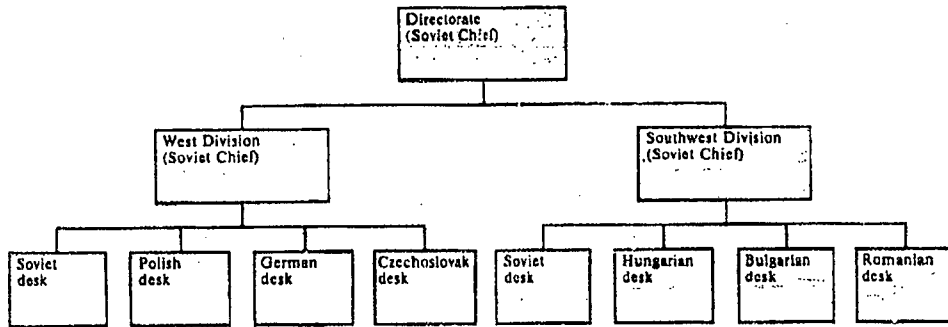 Directorate
(Soviet Chief)
West Division
(Soviet Chief)
Southwest Division
(Soviet Chief)
Soviet
desk
Polish
desk
German
desk
Czechoslovak
desk
Soviet
desk
Hungarian
desk
Bulgarian
desk
Romanian
desk